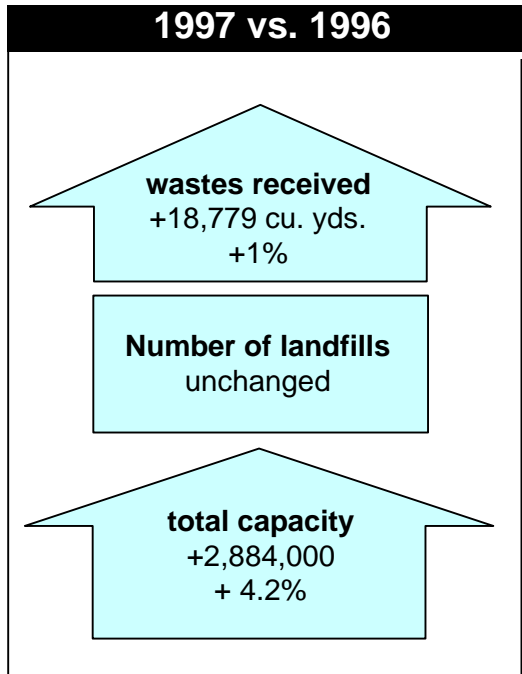 1997 vs. 1996
wastes received
+18,779 cu. yds.
+1%
Number of landfills
unchanged
total capacity
+2,884,000
+ 4.2%